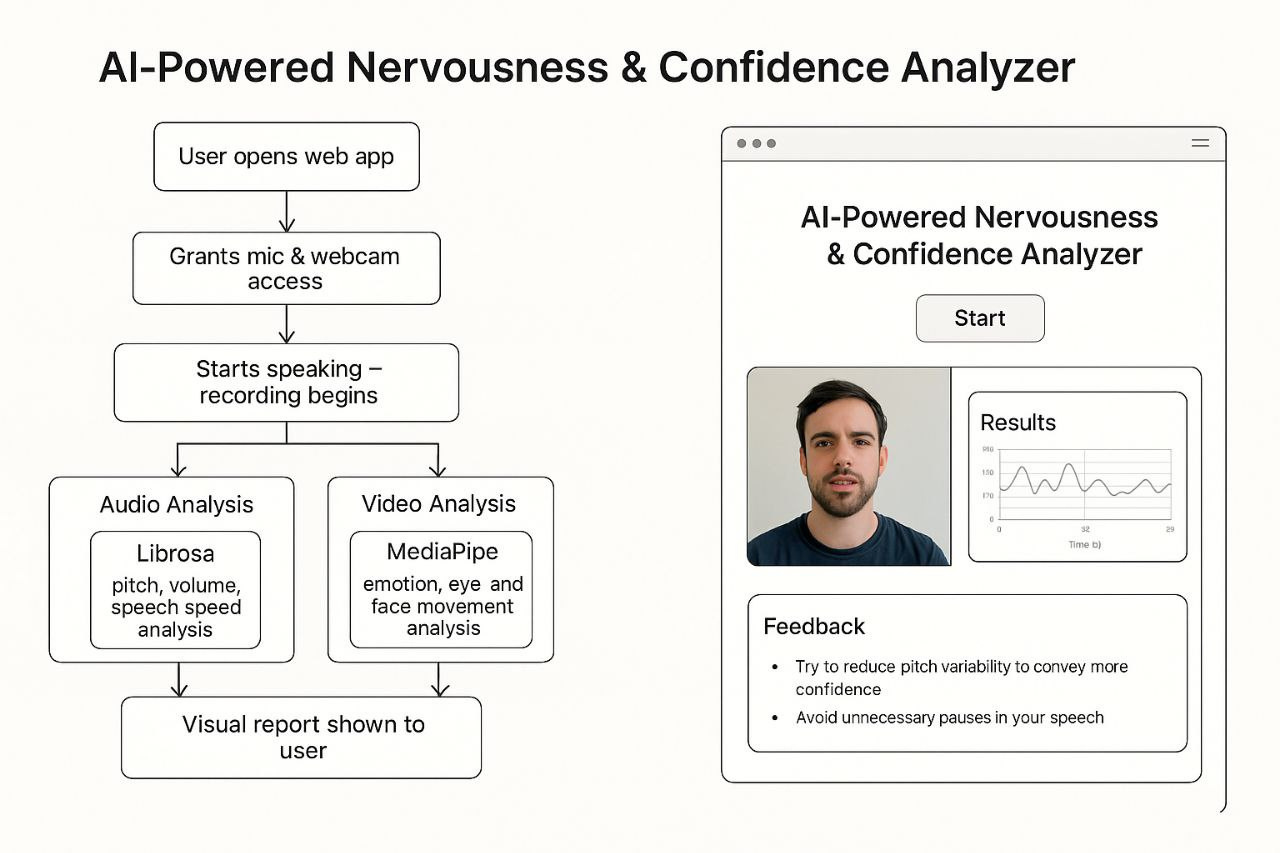 AI-Powered Nervousness & Confidence Analyzer
User opens web app
Grants mic & webcam
access
Starts speaking –
recording begins
Audio Analysis
Librosa
pitch, volume,
speech speed
analysis
Video Analysis
MediaPipe
emotion, eye and
face movement
analysis
Visual report shown to
user
AI-Powered Nervousness
& Confidence Analyzer
Start
Results
170
0
0
32
29
Time b)
Feedback
• Try to reduce pitch variability to convey more
confidence
• Avoid unnecessary pauses in your speech